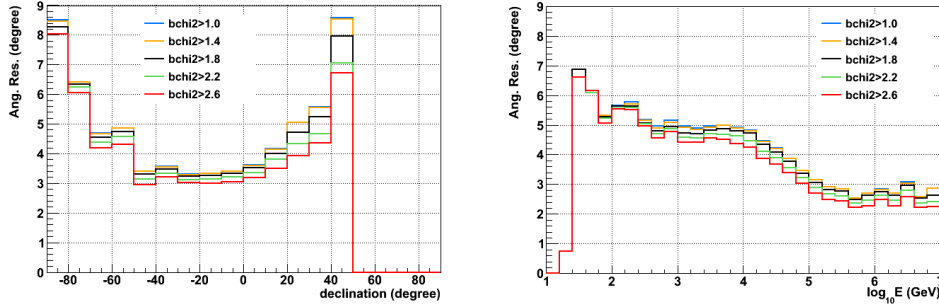 Ang. Res. (degree)
9
8
7
6
5
4
3
2
1
0
bchi2>1.0
bchi2>1.4
bchi2>1.8
bchi2>2.2
bchi2>2.6
-80 -60 -40 -20 0 20 40 60 80
declination (degree)
Ang. Res. (degree)
9
8
7
6
5
4
3
2
1
0
bchi2>1.0
bchi2>1.4
bchi2>1.8
bchi2>2.2
bchi2>2.6
1 2 3 4 5 6 7
log10E (GeV)